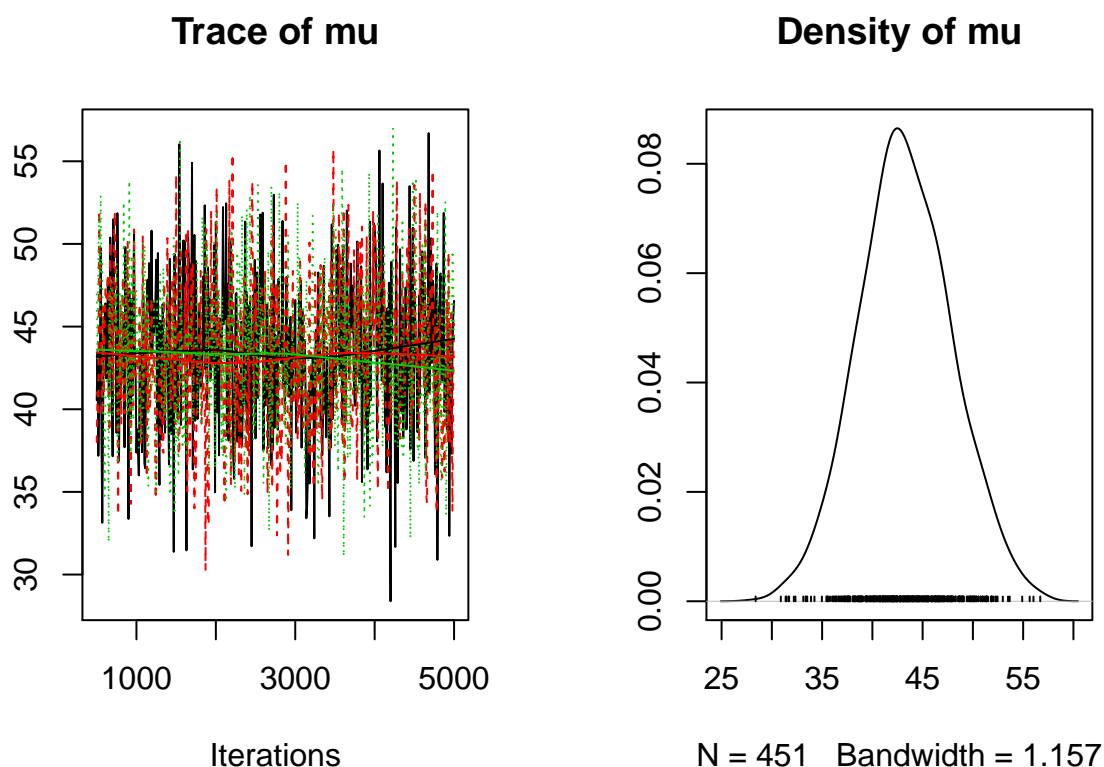 Trace of mu
55
50
45
40
35
30
1000 3000 5000
Iterations
Density of mu
0.08
0.06
0.04
0.02
0.00
25 35 45 55
N = 451 Bandwidth = 1.157